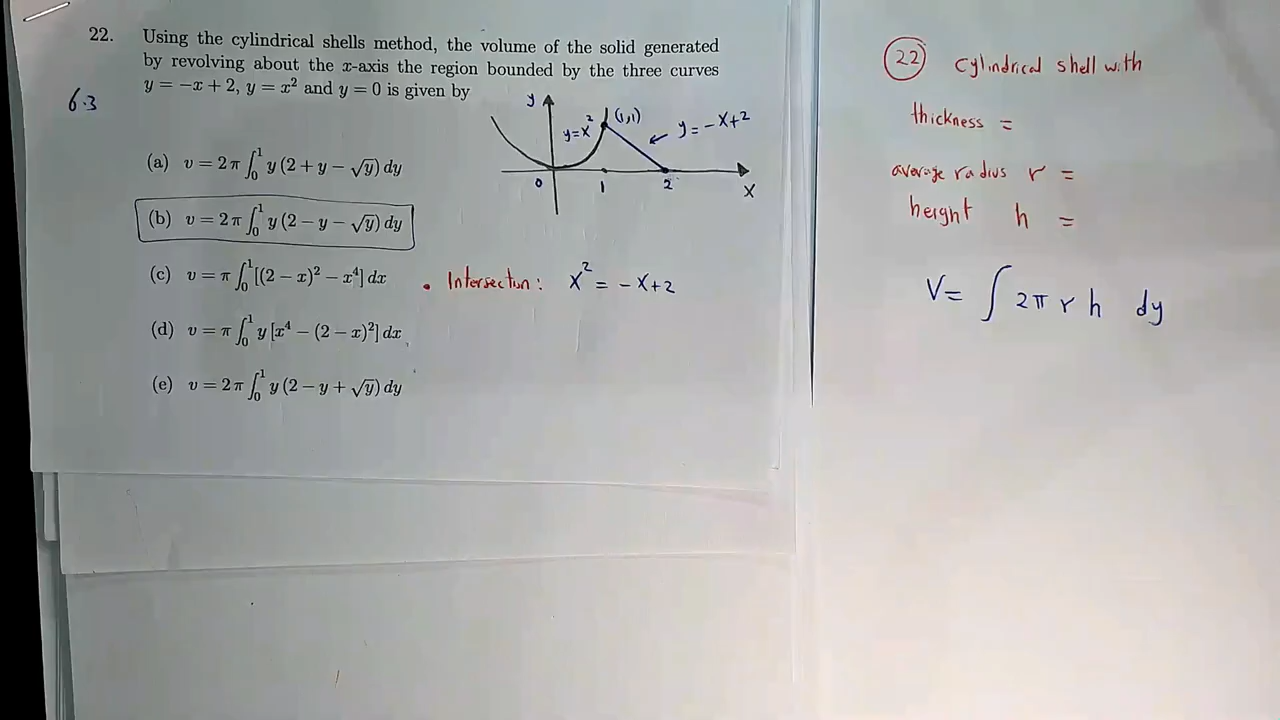 22. Using the cylindrical shells method, the volume of the solid generated
by revolving about the x-axis the region bounded by the three curves
y = −x + 2, y = x² and y = 0 is given by
6.3
(a) v = 2π ∫₀¹ y (2 + y − √y) dy
(b) v = 2π ∫₀¹ y (2 − y − √y) dy
(c) v = π ∫₀¹ [(2 − x)² − x⁴] dx
(d) v = π ∫₀¹ y [x⁴ − (2 − x)²] dx
(e) v = 2π ∫₀¹ y (2 − y + √y) dy
y
(1,1)
y=x²
y=-x+2
0 1 2 x
. Intersection: x² = -x+2
(22) cylindrical shell with
thickness =
average radius r =
height h =
V= ∫ 2π r h dy